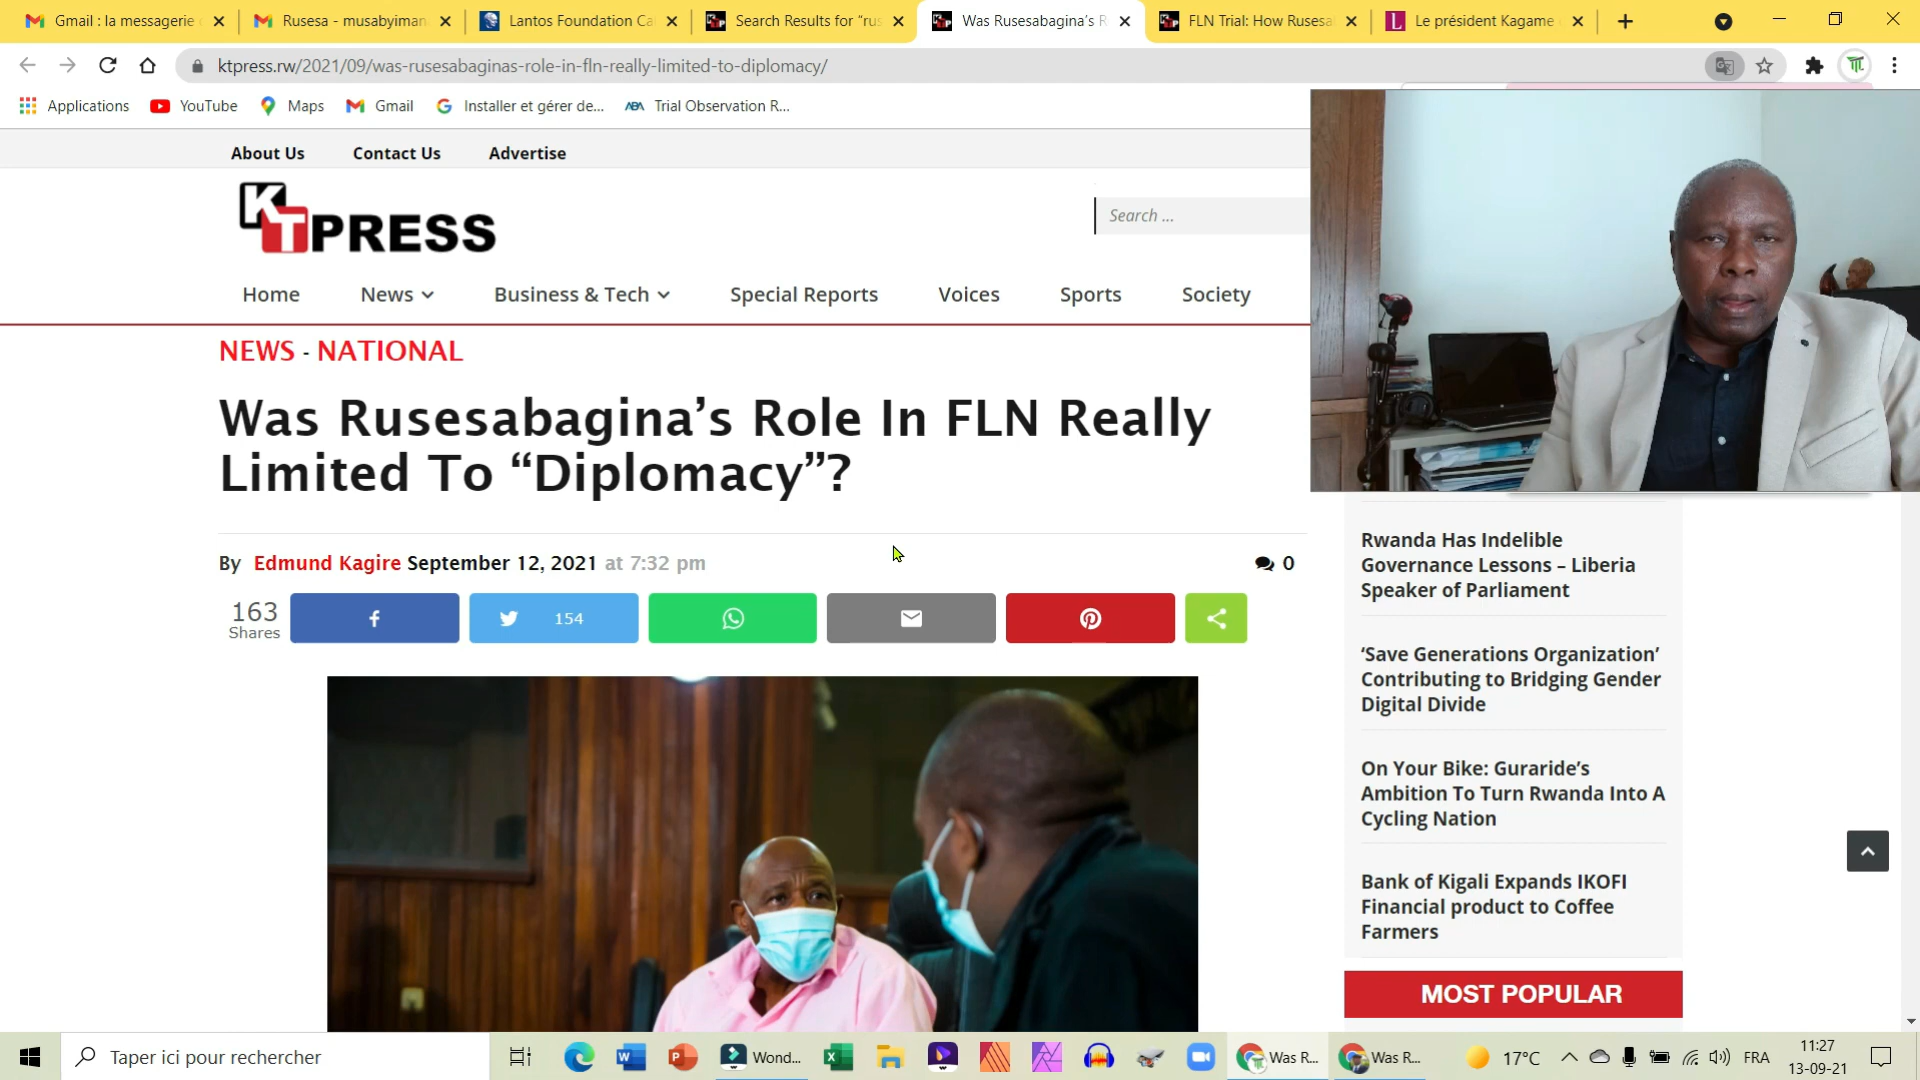 Gmail : la messagerie
Rusesa - musabyiman
Lantos Foundation Ca
Search Results for “rus
Was Rusesabagina’s R
FLN Trial: How Rusesa
Le président Kagame
ktpress.rw/2021/09/was-rusesabaginas-role-in-fln-really-limited-to-diplomacy/
Applications
YouTube
Maps
Gmail
Installer et gérer de...
Trial Observation R...
About Us
Contact Us
Advertise
KTPRESS
Search ...
Home
News
Business & Tech
Special Reports
Voices
Sports
Society
NEWS - NATIONAL
Was Rusesabagina’s Role In FLN Really
Limited To “Diplomacy”?
By Edmund Kagire September 12, 2021 at 7:32 pm
0
163
Shares
154
Rwanda Has Indelible
Governance Lessons – Liberia
Speaker of Parliament
‘Save Generations Organization’
Contributing to Bridging Gender
Digital Divide
On Your Bike: Guraride’s
Ambition To Turn Rwanda Into A
Cycling Nation
Bank of Kigali Expands IKOFI
Financial product to Coffee
Farmers
MOST POPULAR
Taper ici pour rechercher
Wond...
Was R...
Was R...
17°C
FRA
11:27
13-09-21